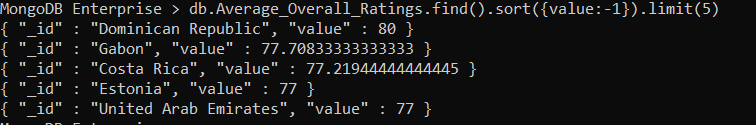 MongoDB Enterprise > db.Average_Overall_Ratings.find().sort({value:-1}).limit(5)
{ "_id" : "Dominican Republic", "value" : 80 }
{ "_id" : "Gabon", "value" : 77.70833333333333 }
{ "_id" : "Costa Rica", "value" : 77.21944444444445 }
{ "_id" : "Estonia", "value" : 77 }
{ "_id" : "United Arab Emirates", "value" : 77 }